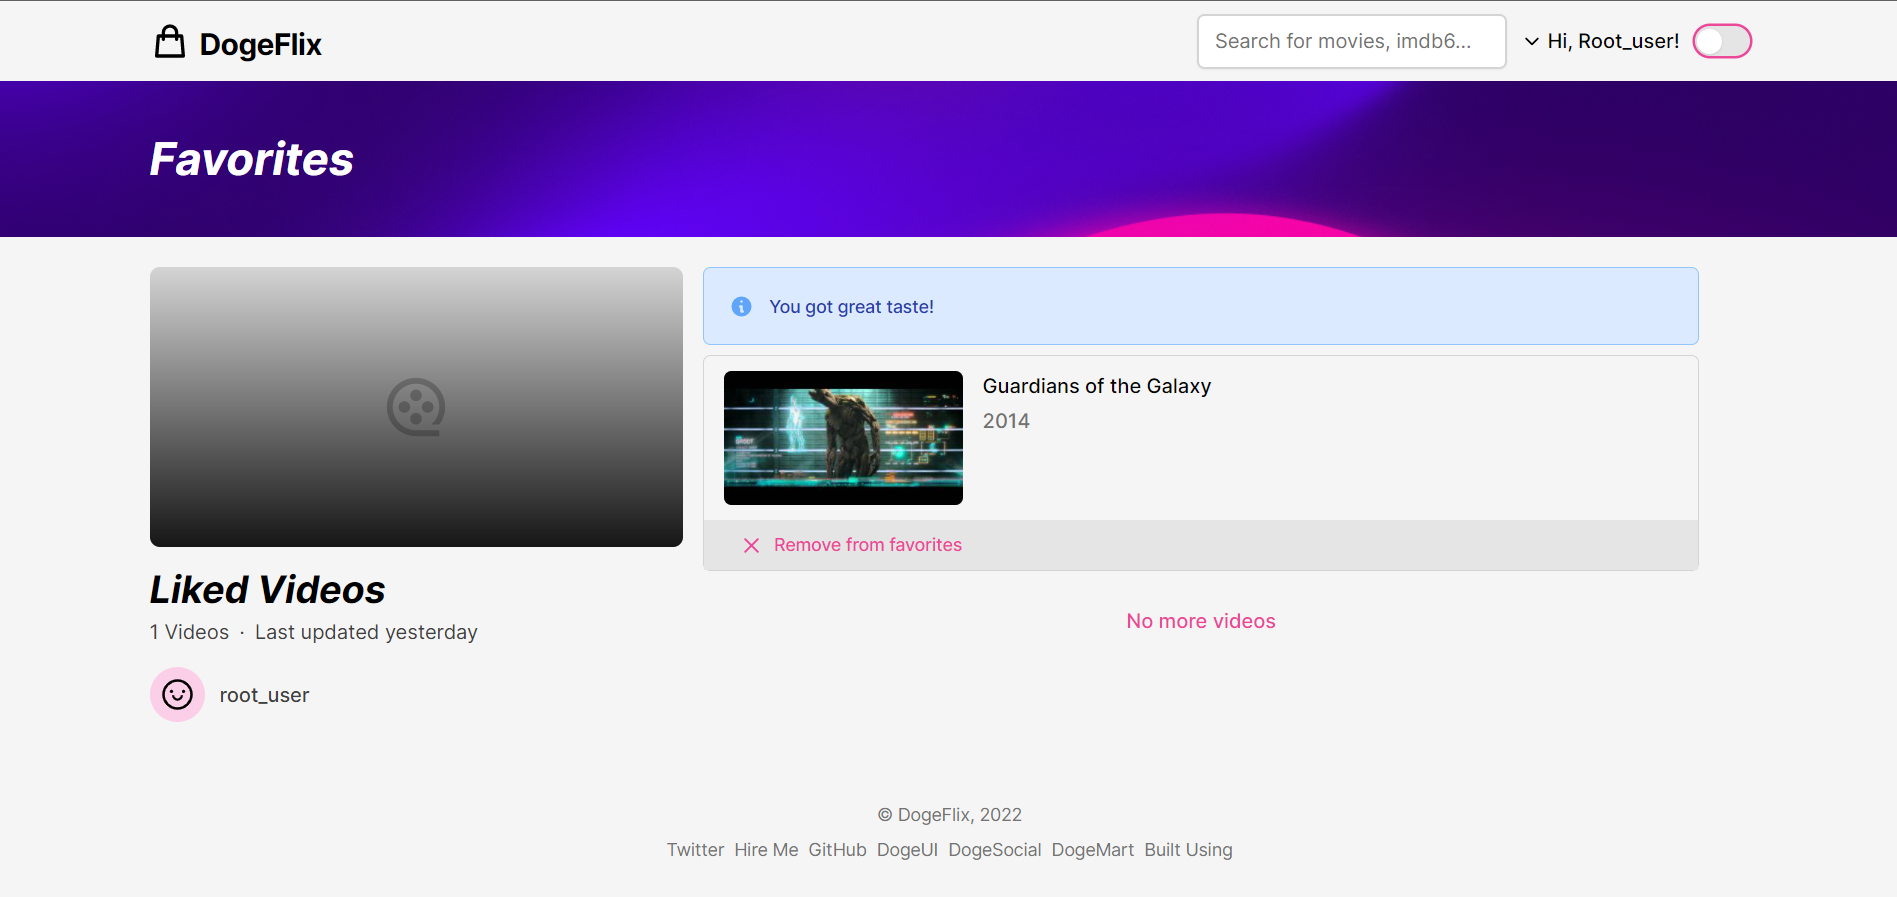 DogeFlix
Search for movies, imdb6...
Hi, Root_user!
Favorites
You got great taste!
Guardians of the Galaxy
2014
Remove from favorites
No more videos
Liked Videos
1 Videos · Last updated yesterday
root_user
© DogeFlix, 2022
Twitter Hire Me GitHub DogeUI DogeSocial DogeMart Built Using